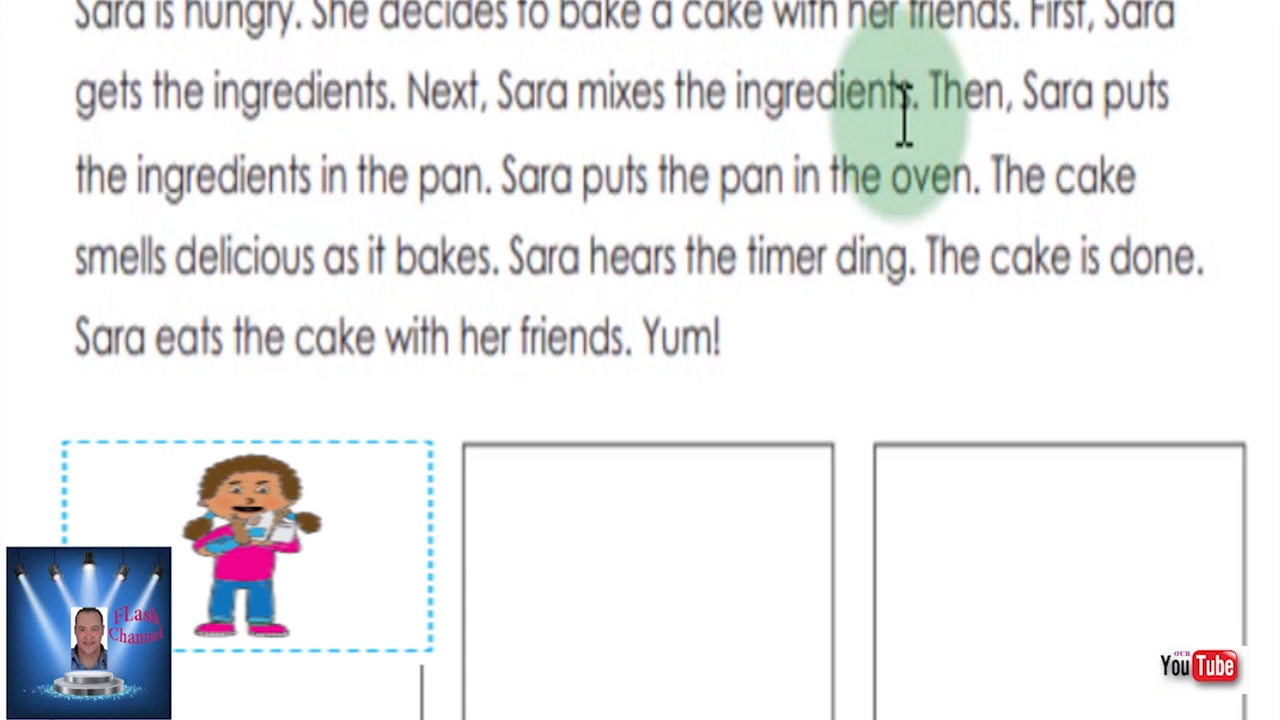 Sara is hungry. She decides to bake a cake with her friends. First, Sara
gets the ingredients. Next, Sara mixes the ingredients. Then, Sara puts
the ingredients in the pan. Sara puts the pan in the oven. The cake
smells delicious as it bakes. Sara hears the timer ding. The cake is done.
Sara eats the cake with her friends. Yum!
FLash
Channel
OUR
YouTube